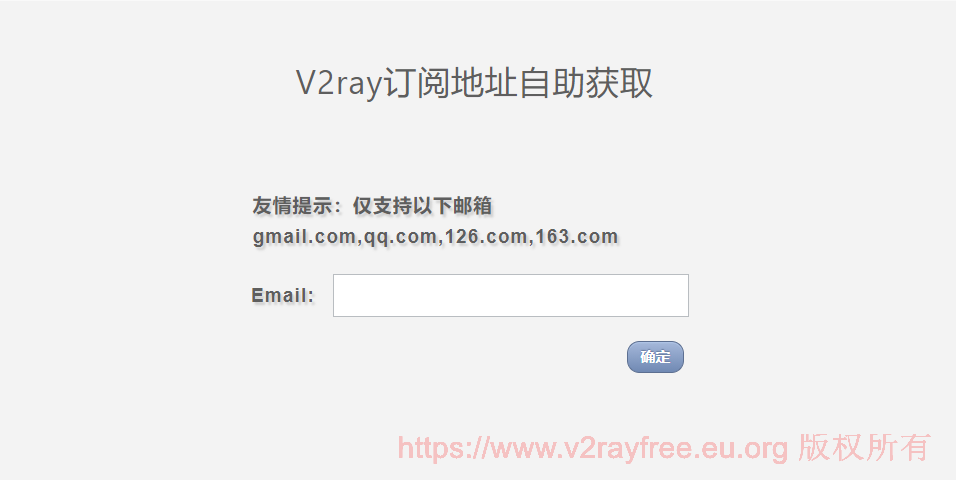 V2ray订阅地址自助获取
友情提示：仅支持以下邮箱
gmail.com,qq.com,126.com,163.com
Email:
确定
https://www.v2rayfree.eu.org 版权所有